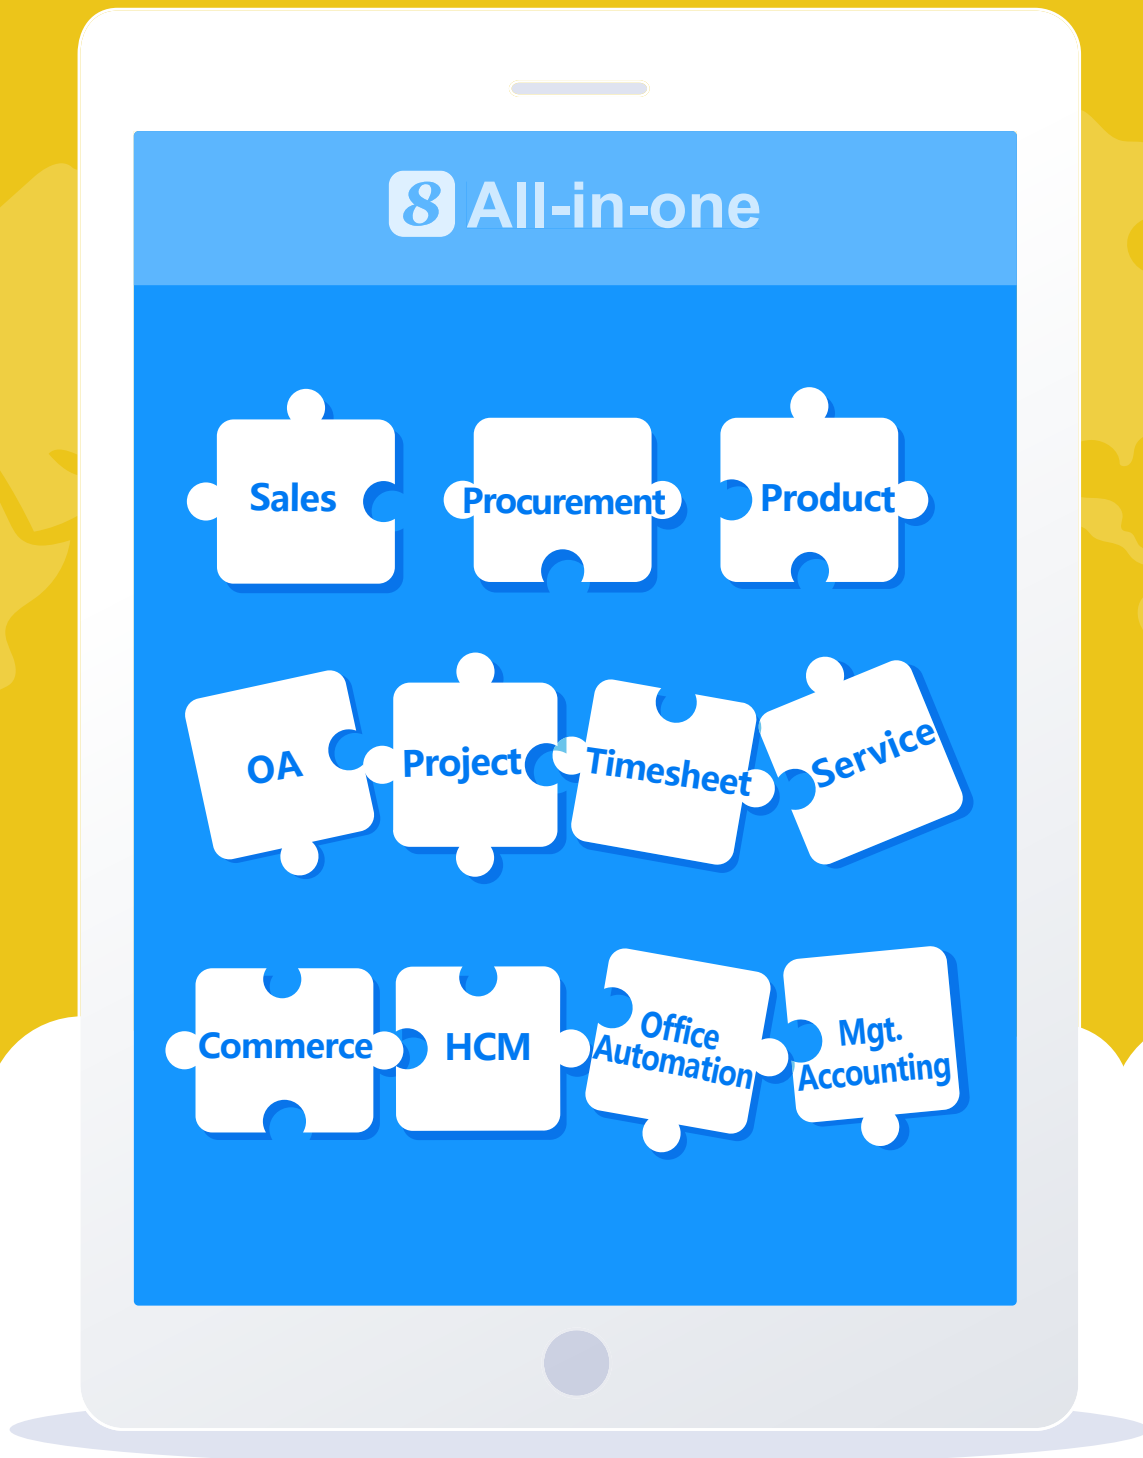 8 All-in-one
Sales
Procurement
Product
OA
Project
Timesheet
Service
Commerce
HCM
Office
Automation
Mgt.
Accounting